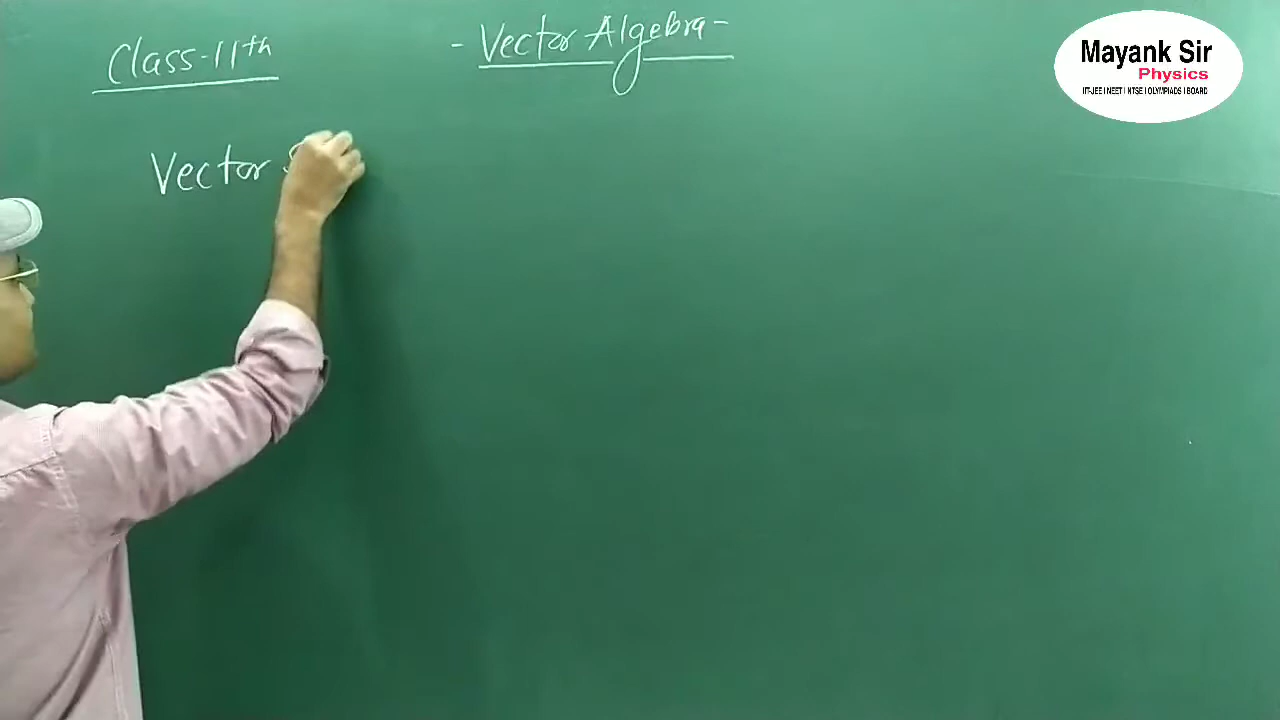 Class-11th
- Vector Algebra -
Mayank Sir
Physics
IIT-JEE I NEET I NTSE I OLYMPIADS I BOARD
Vector